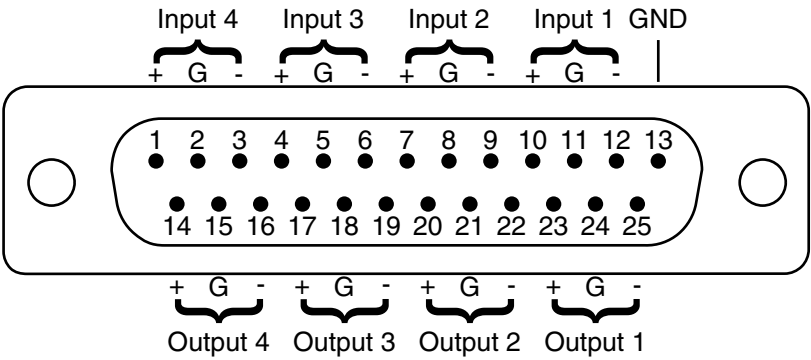 Input 4 Input 3 Input 2 Input 1 GND
+ G - + G - + G - + G -
1 2 3 4 5 6 7 8 9 10 11 12 13
14 15 16 17 18 19 20 21 22 23 24 25
+ G - + G - + G - + G -
Output 4 Output 3 Output 2 Output 1